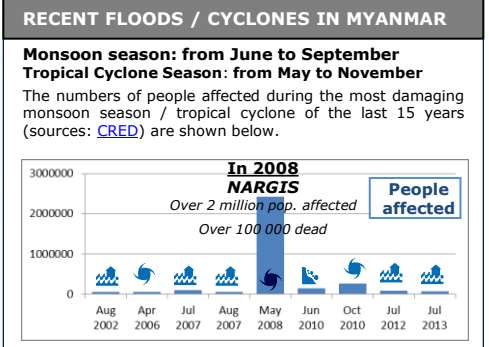 RECENT FLOODS / CYCLONES IN MYANMAR
Monsoon season: from June to September
Tropical Cyclone Season: from May to November
The numbers of people affected during the most damaging
monsoon season / tropical cyclone of the last 15 years
(sources: CRED) are shown below.
In 2008
NARGIS
Over 2 million pop. affected
Over 100 000 dead
People
affected
3000000
2000000
1000000
0
Aug Apr Jul Aug May Jun Oct Jul Jul
2002 2006 2007 2007 2008 2010 2010 2012 2013